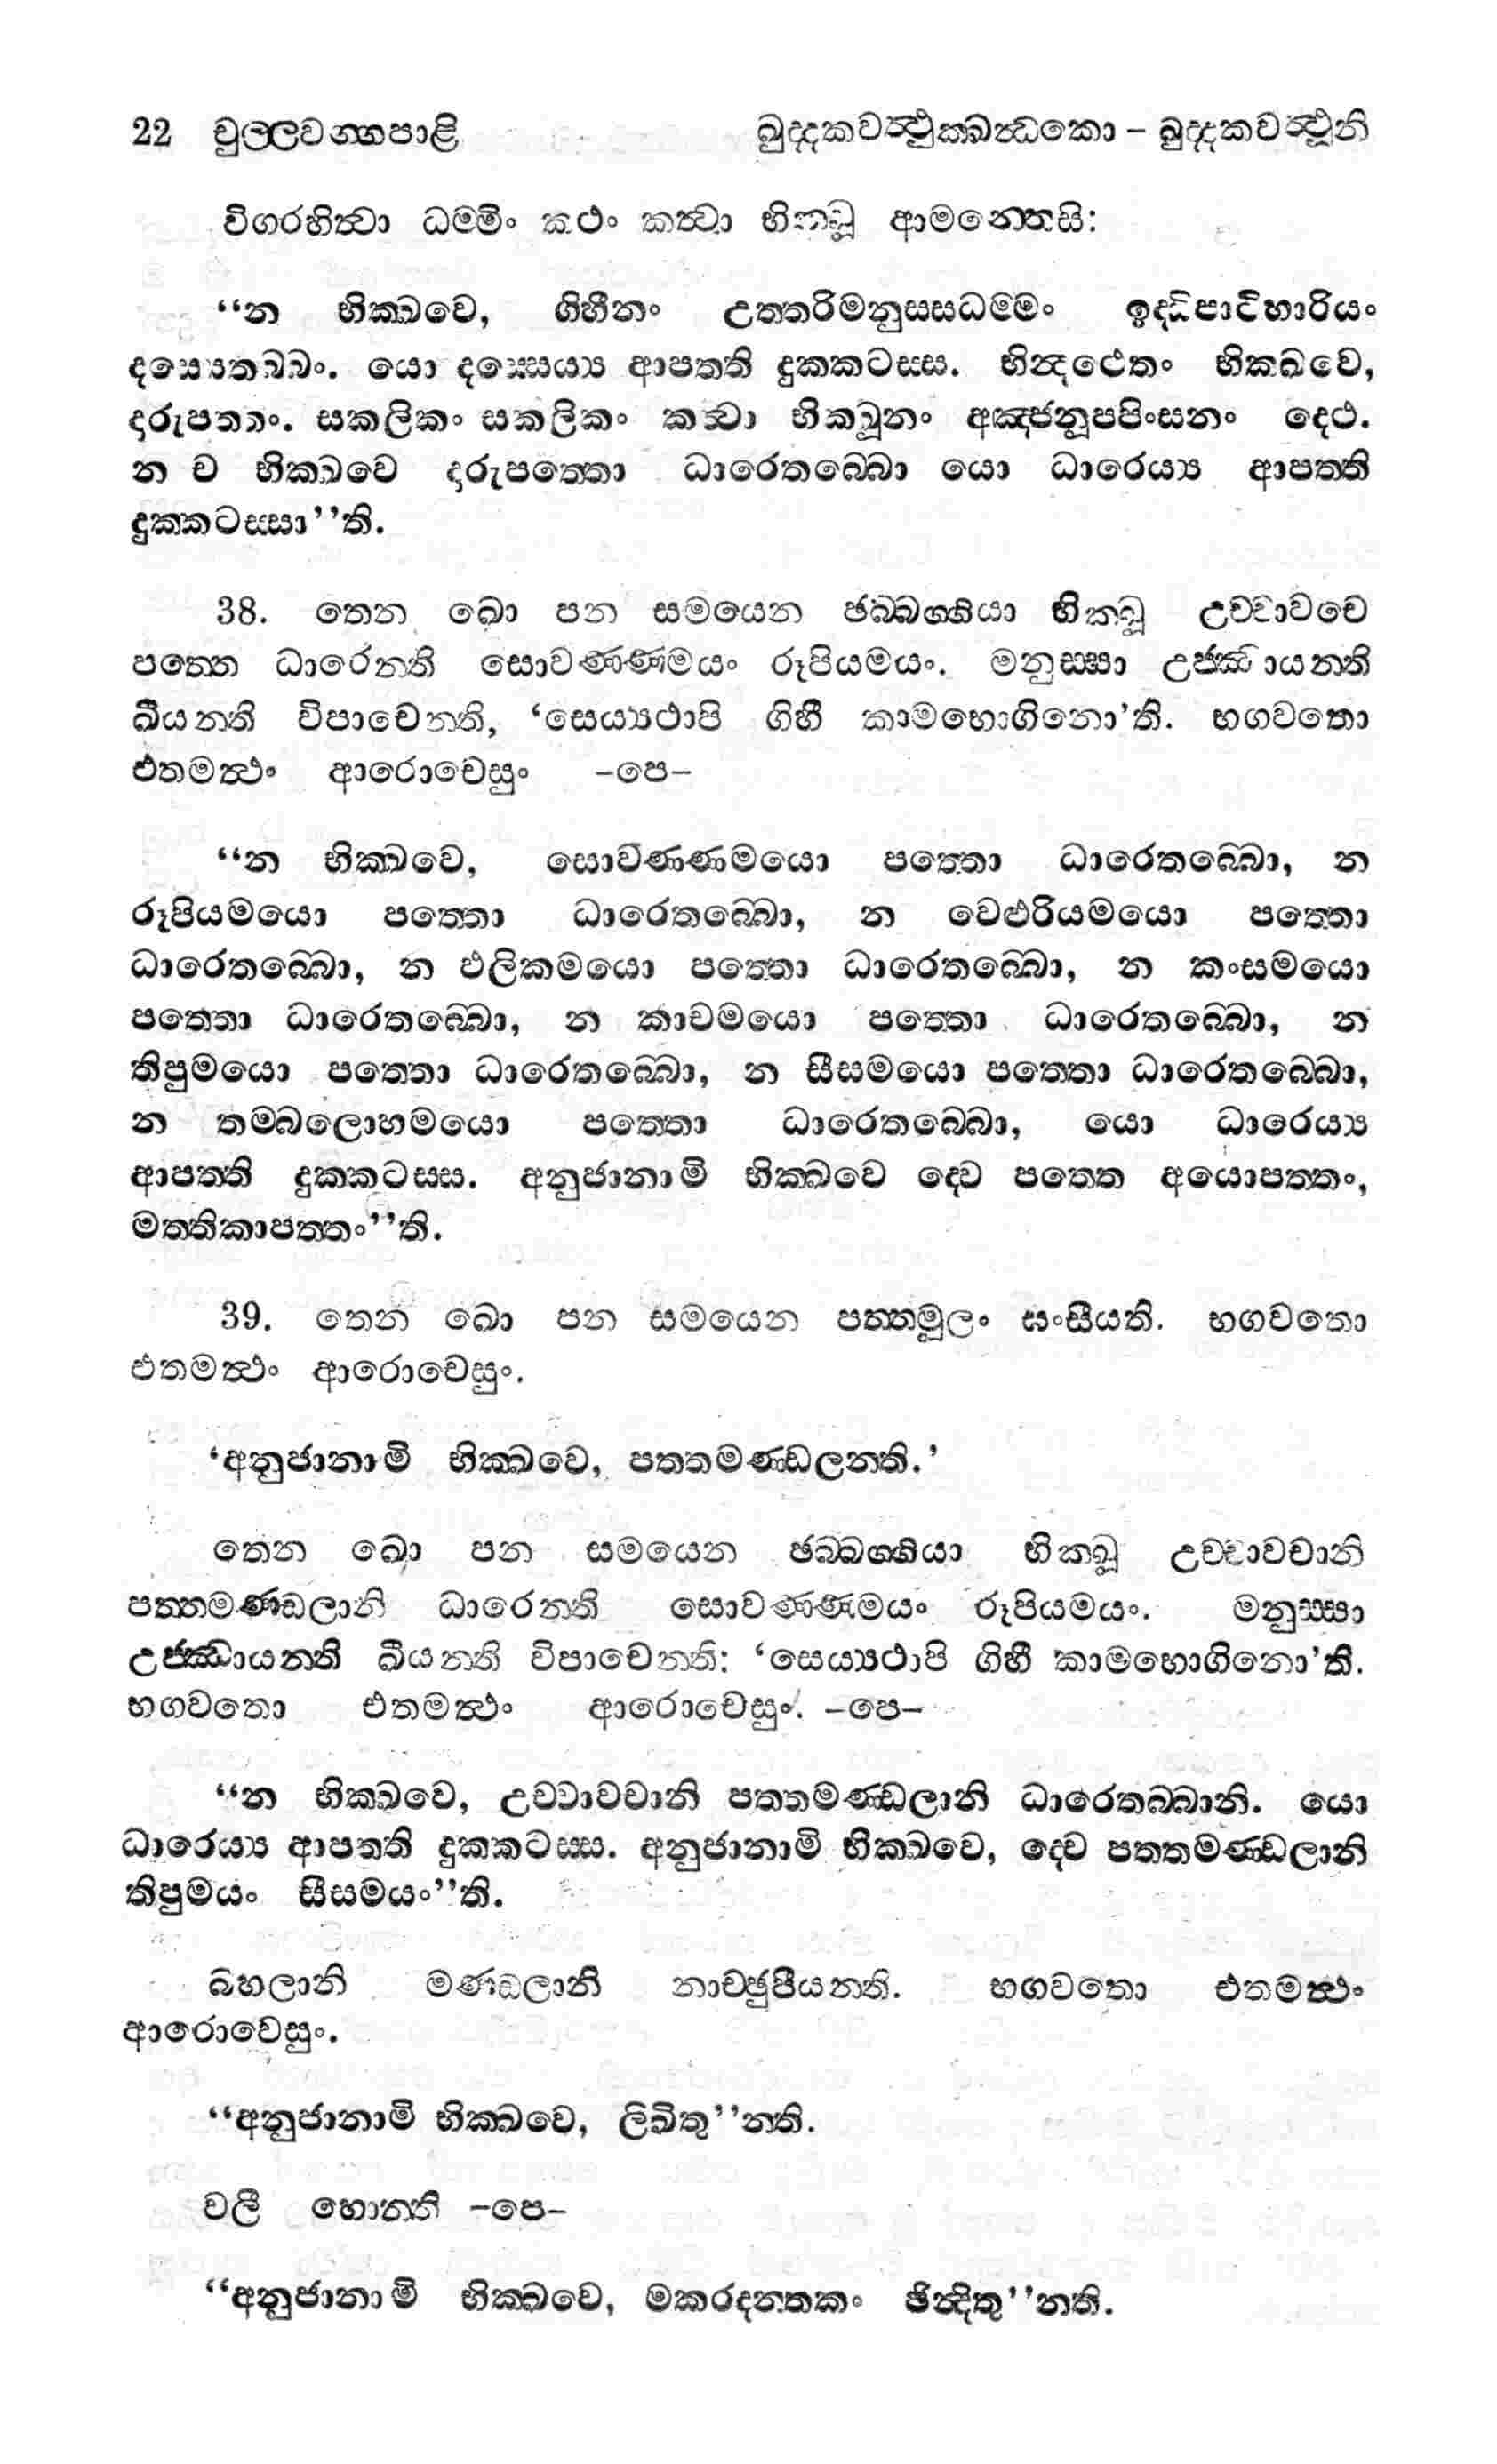 22 චුල්ලවග්ගපාළි ඛුද්දකවත්ථුක්ඛන්ධකො – ඛුද්දකවත්ථූනි
විගරහිත්වා ධම්මිං කථං කත්වා භික්ඛූ ආමන්තෙසි:
“න භික්ඛවෙ, ගිහීනං උත්තරිමනුස්සධම්මං ඉද්ධිපාටිහාරියං
දස්සෙතබ්බං. යො දස්සෙය්‍ය ආපත්ති දුක්කටස්ස. භින්දථෙතං භික්ඛවෙ,
දාරුපත්තං. සකලිකං සකලිකං කත්වා භික්ඛූනං අඤ්ජනූපපිංසනං දෙථ.
න ච භික්ඛවෙ දාරුපත්තො ධාරෙතබ්බො යො ධාරෙය්‍ය ආපත්ති
දුක්කටස්සා’’ති.
38. තෙන ඛො පන සමයෙන ඡබ්බග්ගියා භික්ඛූ උච්චාවචෙ
පත්තෙ ධාරෙන්ති සොවණ්ණමයං රූපියමයං. මනුස්සා උජ්ඣායන්ති
ඛීයන්ති විපාචෙන්ති, ‘සෙය්‍යථාපි ගිහී කාමභොගිනො’ති. භගවතො
එතමත්ථං ආරොචෙසුං –පෙ–
“න භික්ඛවෙ, සොවණ්ණමයො පත්තො ධාරෙතබ්බො, න
රූපියමයො පත්තො ධාරෙතබ්බො, න වෙළුරියමයො පත්තො
ධාරෙතබ්බො, න ඵලිකමයො පත්තො ධාරෙතබ්බො, න කංසමයො
පත්තො ධාරෙතබ්බො, න කාචමයො පත්තො ධාරෙතබ්බො, න
තිපුමයො පත්තො ධාරෙතබ්බො, න සීසමයො පත්තො ධාරෙතබ්බො,
න තම්බලොහමයො පත්තො ධාරෙතබ්බො, යො ධාරෙය්‍ය
ආපත්ති දුක්කටස්ස. අනුජානාමි භික්ඛවෙ ද්වෙ පත්තෙ අයොපත්තං,
මත්තිකාපත්තං’’ති.
39. තෙන ඛො පන සමයෙන පත්තමූලං ඝංසීයති. භගවතො
එතමත්ථං ආරොචෙසුං.
‘අනුජානාමි භික්ඛවෙ, පත්තමණ්ඩලන්ති.’
තෙන ඛො පන සමයෙන ඡබ්බග්ගියා භික්ඛූ උච්චාවචානි
පත්තමණ්ඩලානි ධාරෙන්ති සොවණ්ණමයං රූපියමයං. මනුස්සා
උජ්ඣායන්ති ඛීයන්ති විපාචෙන්ති: ‘සෙය්‍යථාපි ගිහී කාමභොගිනො’ති.
භගවතො එතමත්ථං ආරොචෙසුං. –පෙ–
“න භික්ඛවෙ, උච්චාවචානි පත්තමණ්ඩලානි ධාරෙතබ්බානි. යො
ධාරෙය්‍ය ආපත්ති දුක්කටස්ස. අනුජානාමි භික්ඛවෙ, ද්වෙ පත්තමණ්ඩලානි
තිපුමයං සීසමයං’’ති.
බහලානි මණ්ඩලානි නාච්ඡුපීයන්ති. භගවතො එතමත්ථං
ආරොචෙසුං.
“අනුජානාමි භික්ඛවෙ, ලිඛිතු’’න්ති.
වලී හොන්ති –පෙ–
“අනුජානාමි භික්ඛවෙ, මකරදන්තකං ඡින්දිතු’’න්ති.